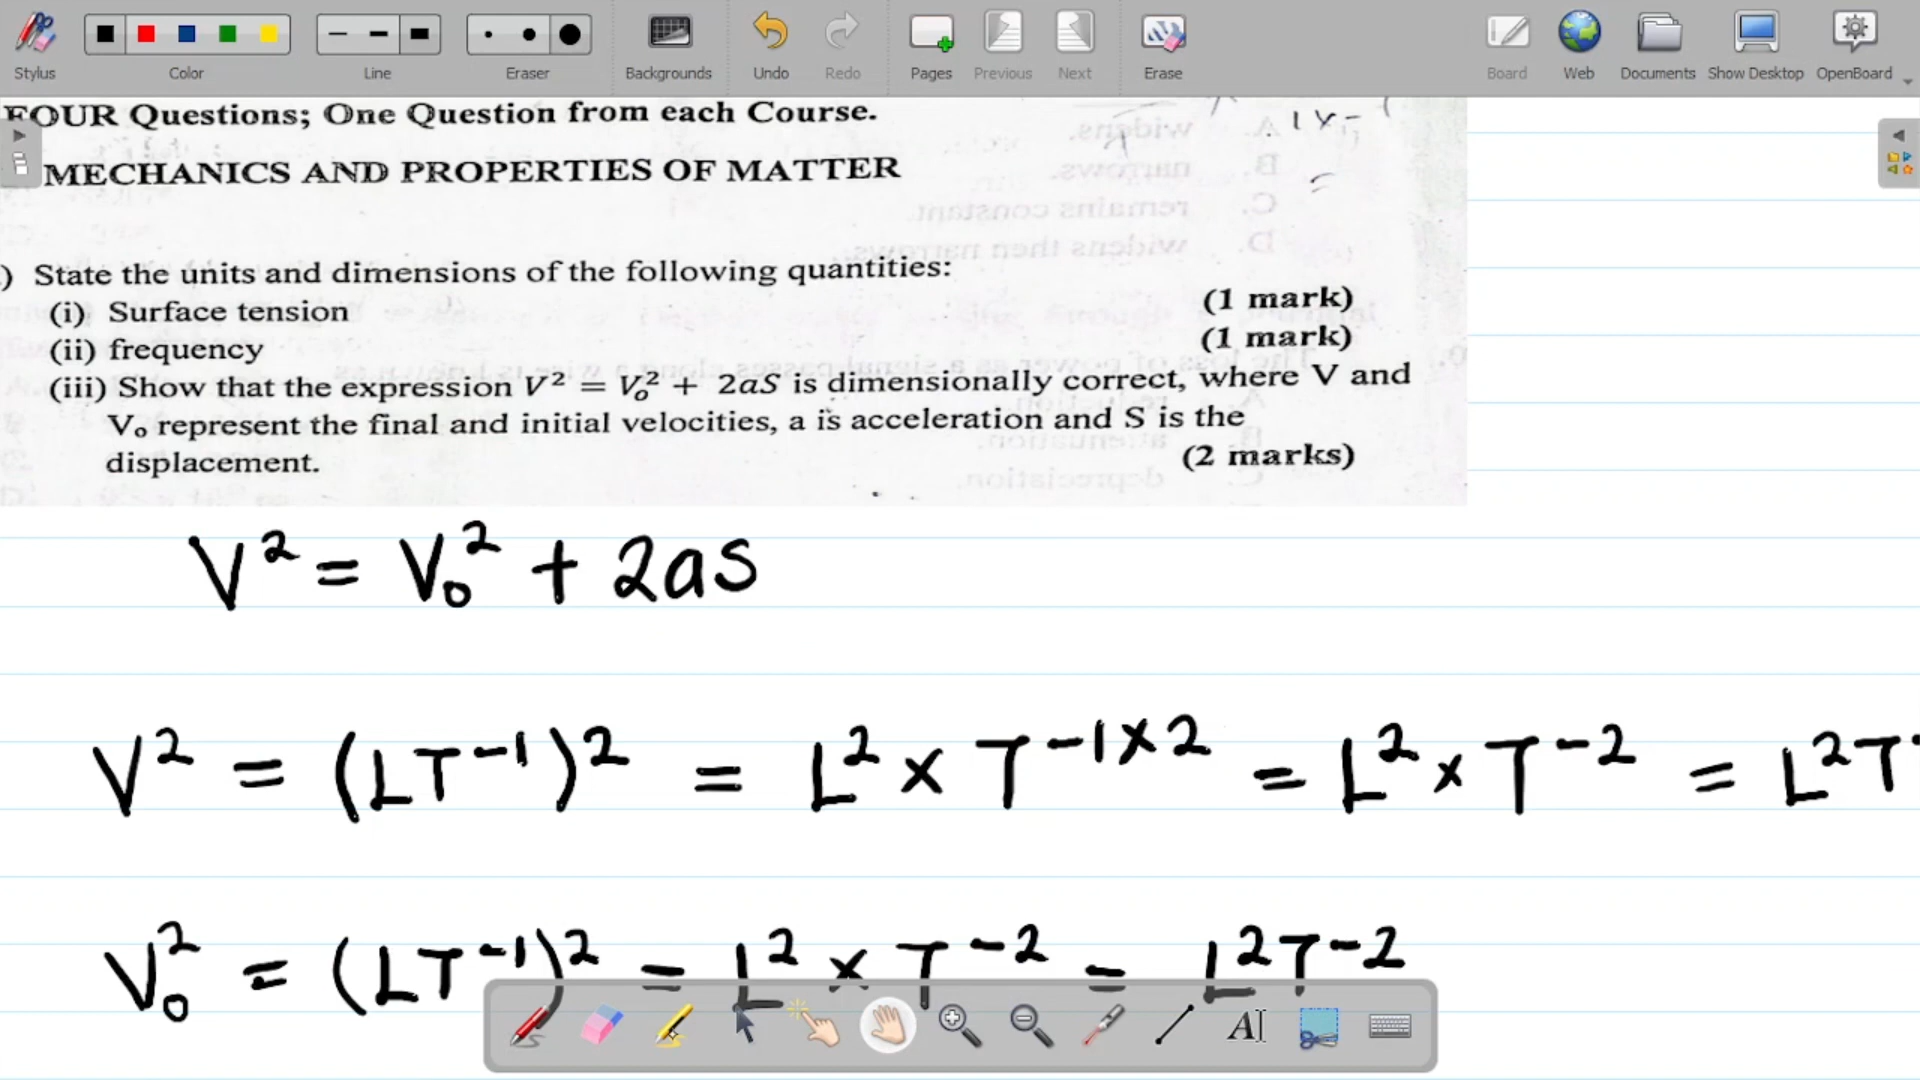 Stylus Color Line Eraser Backgrounds Undo Redo Pages Previous Next Erase Board Web Documents Show Desktop OpenBoard
FOUR Questions; One Question from each Course.
MECHANICS AND PROPERTIES OF MATTER
) State the units and dimensions of the following quantities:
(i) Surface tension (1 mark)
(ii) frequency (1 mark)
(iii) Show that the expression V² = V₀² + 2aS is dimensionally correct, where V and
V₀ represent the final and initial velocities, a is acceleration and S is the
displacement. (2 marks)
V² = V₀² + 2aS
V² = (LT⁻¹)² = L² × T⁻¹ˣ² = L² × T⁻² = L²T
V₀² = (LT⁻¹)² = L² × T⁻² = L²T⁻²